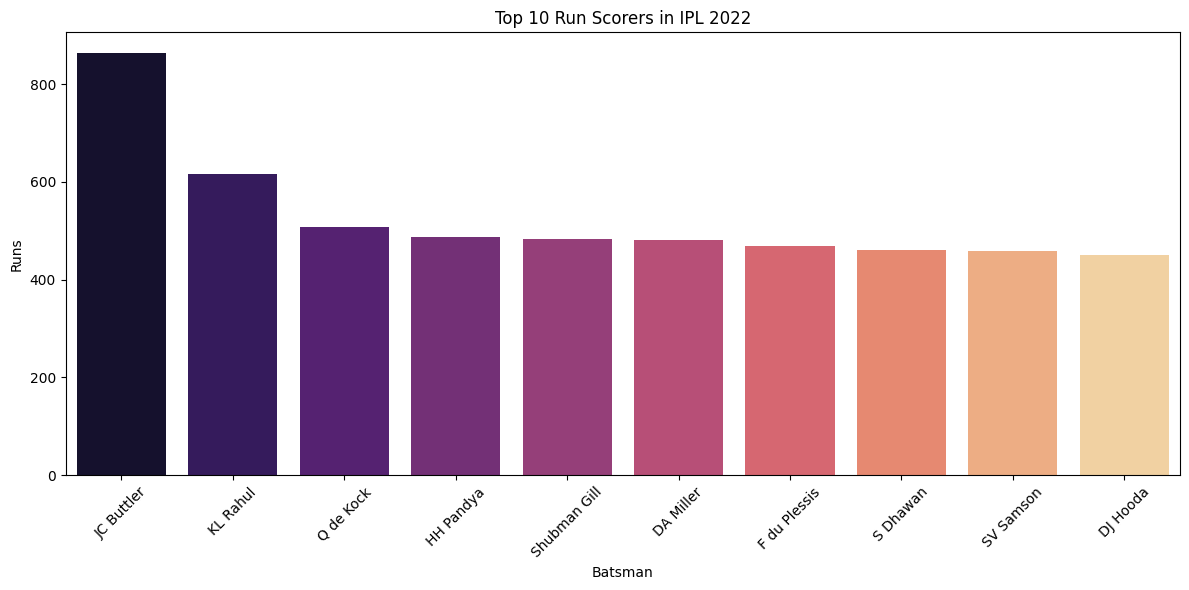 Top 10 Run Scorers in IPL 2022
Runs
800
600
400
200
0
JC Buttler
KL Rahul
Q de Kock
HH Pandya
Shubman Gill
DA Miller
F du Plessis
S Dhawan
SV Samson
DJ Hooda
Batsman